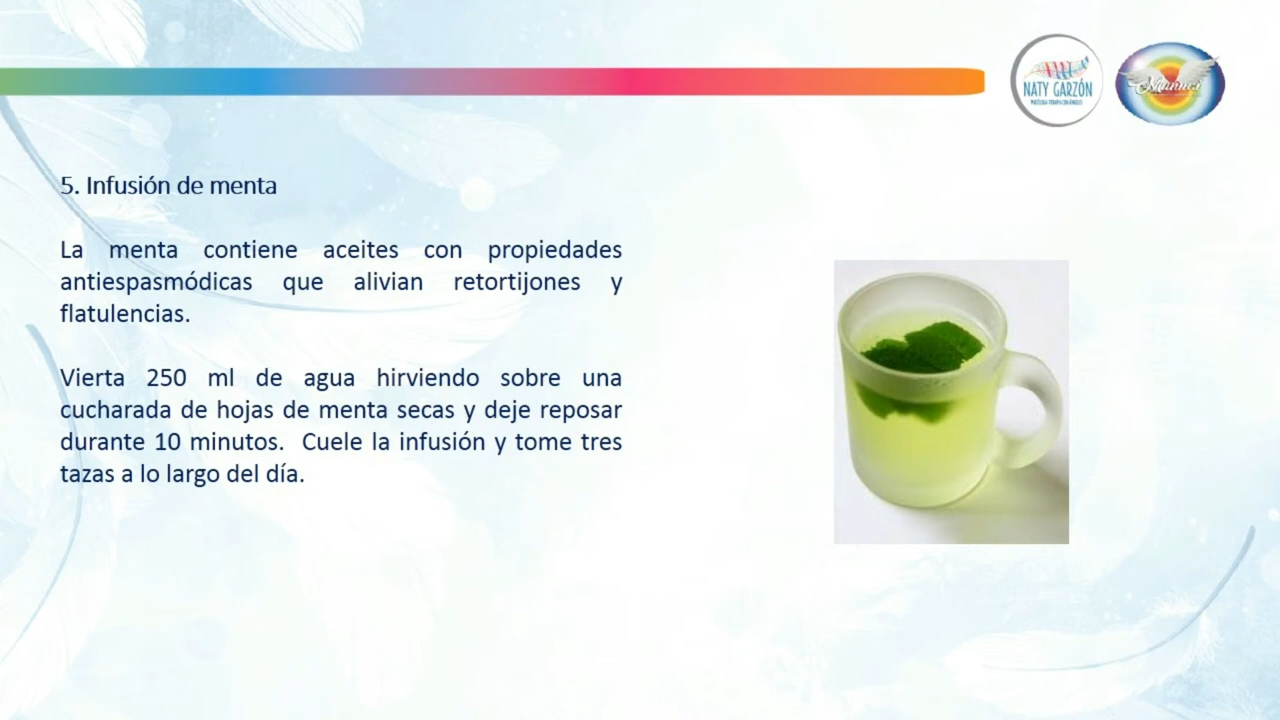 NATY GARZÓN
5. Infusión de menta
La menta contiene aceites con propiedades
antiespasmódicas que alivian retortijones y
flatulencias.
Vierta 250 ml de agua hirviendo sobre una
cucharada de hojas de menta secas y deje reposar
durante 10 minutos. Cuele la infusión y tome tres
tazas a lo largo del día.